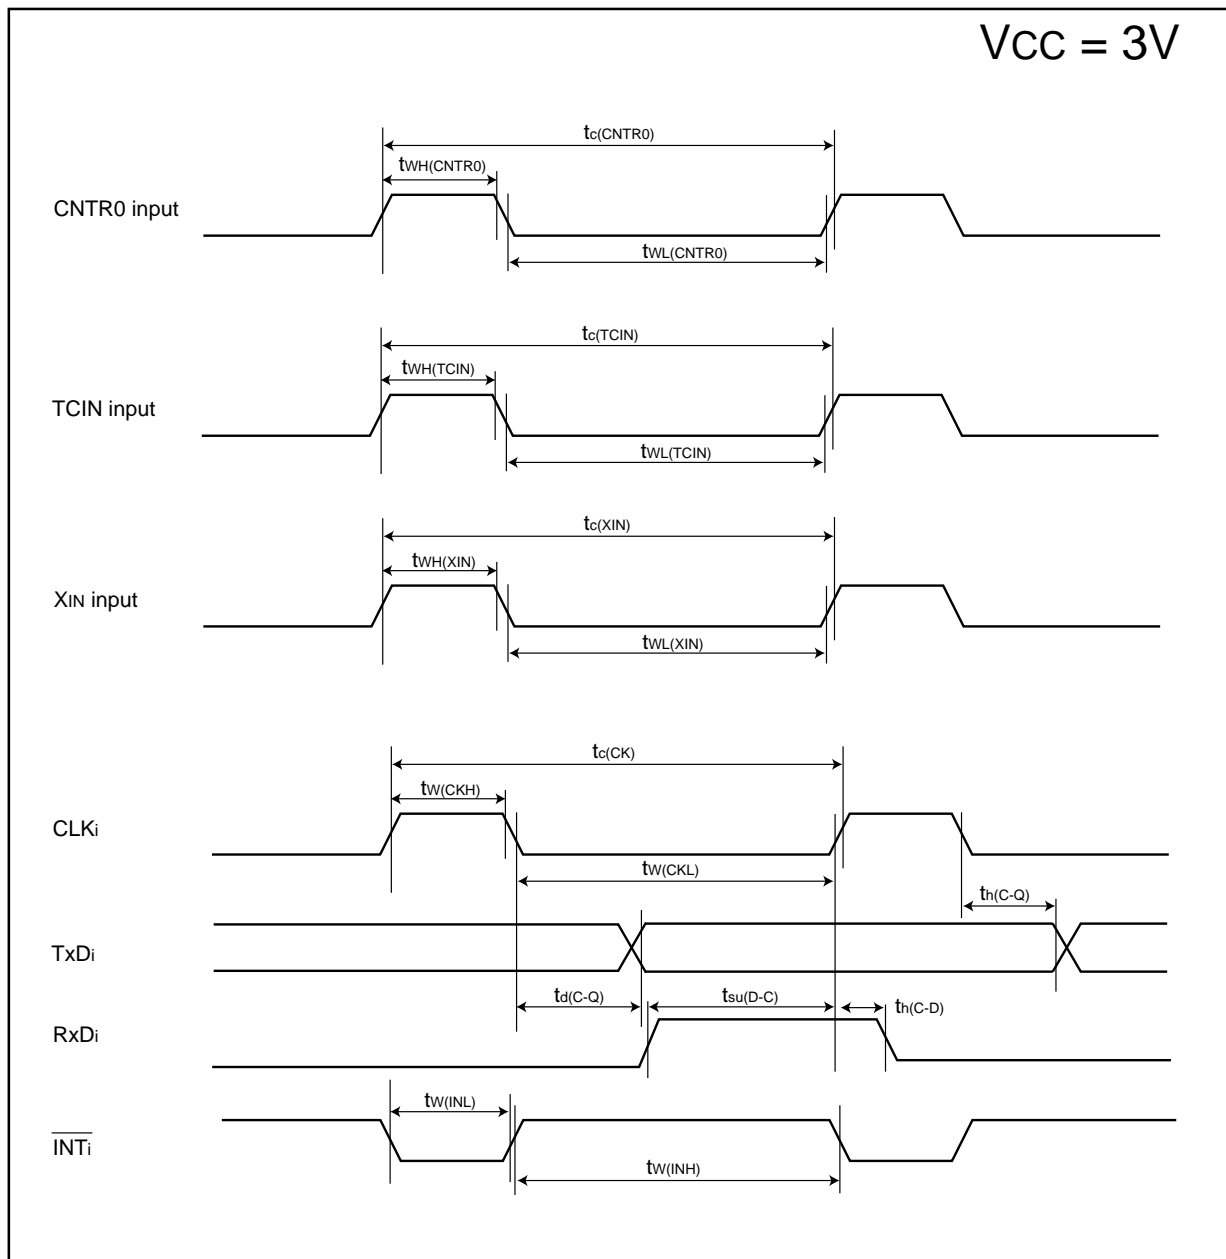 VCC = 3V
tc(CNTR0)
tWH(CNTR0)
CNTR0 input
tWL(CNTR0)
tc(TCIN)
tWH(TCIN)
TCIN input
tWL(TCIN)
tc(XIN)
tWH(XIN)
XIN input
tWL(XIN)
tc(CK)
tW(CKH)
CLKi
tW(CKL)
th(C-Q)
TxDi
td(C-Q)
tsu(D-C)
th(C-D)
RxDi
tW(INL)
INTi
tW(INH)